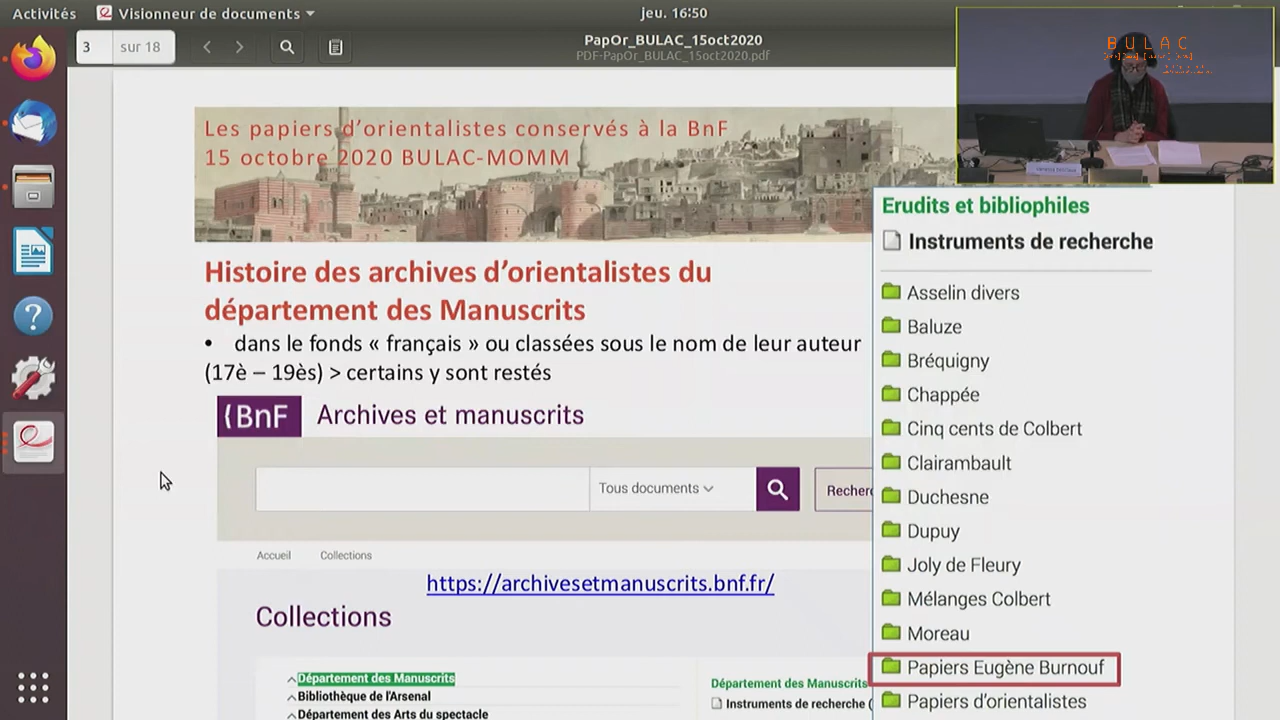 Activités
Visionneur de documents
jeu. 16:50
3 sur 18
PapOr_BULAC_15oct2020
PDF-PapOr_BULAC_15oct2020.pdf
BULAC
Les papiers d'orientalistes conservés à la BnF
15 octobre 2020 BULAC-MOMM
Histoire des archives d'orientalistes du
département des Manuscrits
• dans le fonds « français » ou classées sous le nom de leur auteur
(17è – 19ès) > certains y sont restés
BnF Archives et manuscrits
Tous documents
Recher
Accueil Collections
https://archivesetmanuscrits.bnf.fr/
Collections
Département des Manuscrits
Bibliothèque de l'Arsenal
Département des Arts du spectacle
Département des Manuscrits
Instruments de recherche (
Erudits et bibliophiles
Instruments de recherche
Asselin divers
Baluze
Bréquigny
Chappée
Cinq cents de Colbert
Clairambault
Duchesne
Dupuy
Joly de Fleury
Mélanges Colbert
Moreau
Papiers Eugène Burnouf
Papiers d'orientalistes